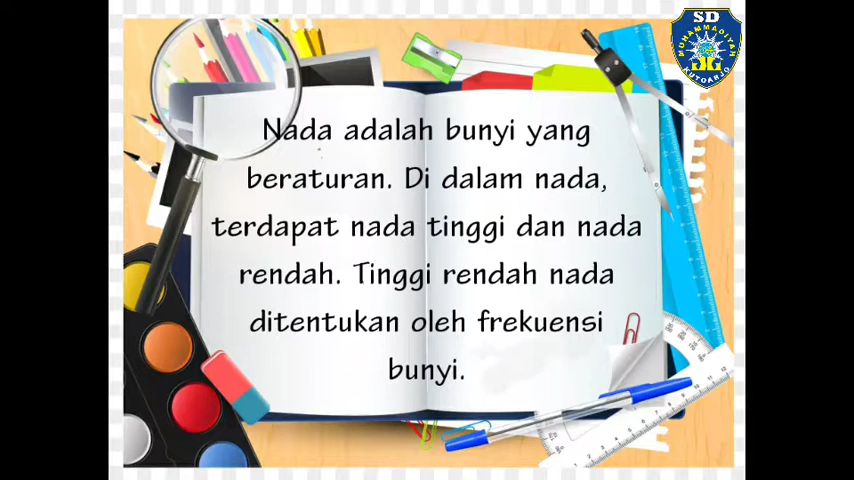 SD
MUHAMMADIYAH
KUTOARJO
Nada adalah bunyi yang
beraturan. Di dalam nada,
terdapat nada tinggi dan nada
rendah. Tinggi rendah nada
ditentukan oleh frekuensi
bunyi.